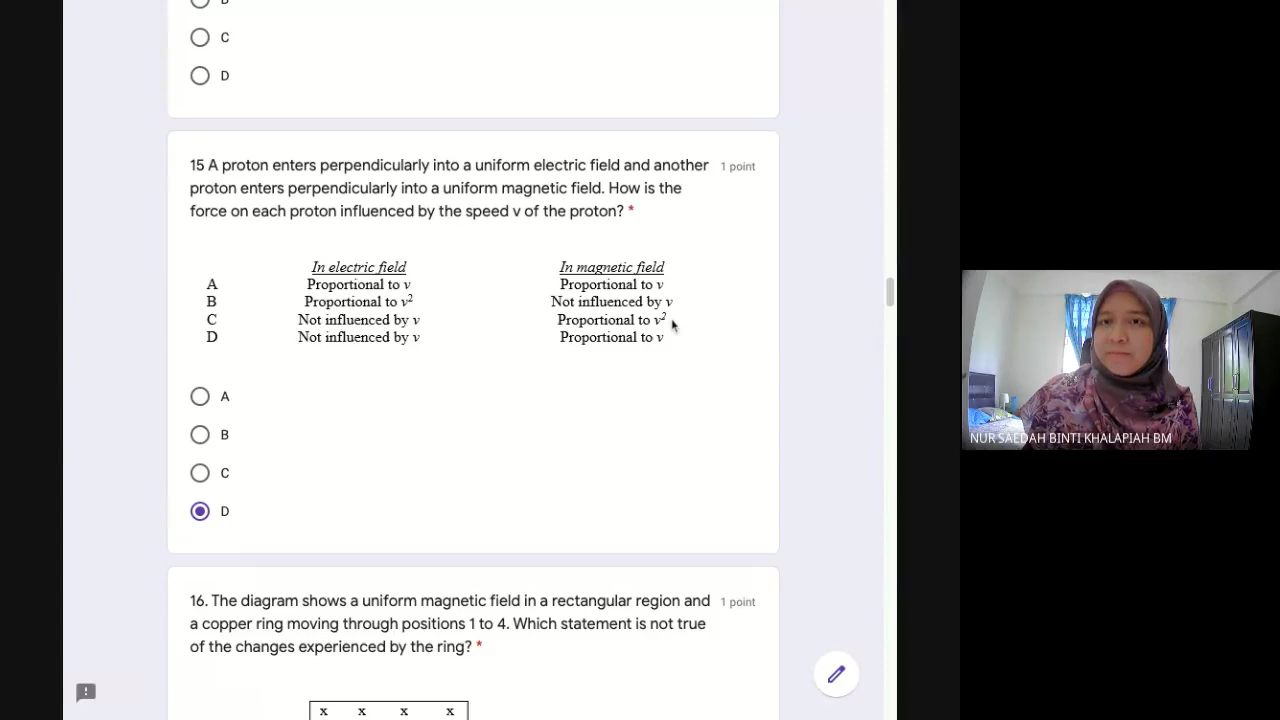 C
D
15 A proton enters perpendicularly into a uniform electric field and another
1 point
proton enters perpendicularly into a uniform magnetic field. How is the
force on each proton influenced by the speed v of the proton? *
In electric field In magnetic field
A Proportional to v Proportional to v
B Proportional to v² Not influenced by v
C Not influenced by v Proportional to v²
D Not influenced by v Proportional to v
A
B
C
D
16. The diagram shows a uniform magnetic field in a rectangular region and
1 point
a copper ring moving through positions 1 to 4. Which statement is not true
of the changes experienced by the ring? *
x x x x
NUR SAEDAH BINTI KHALAPIAH BM